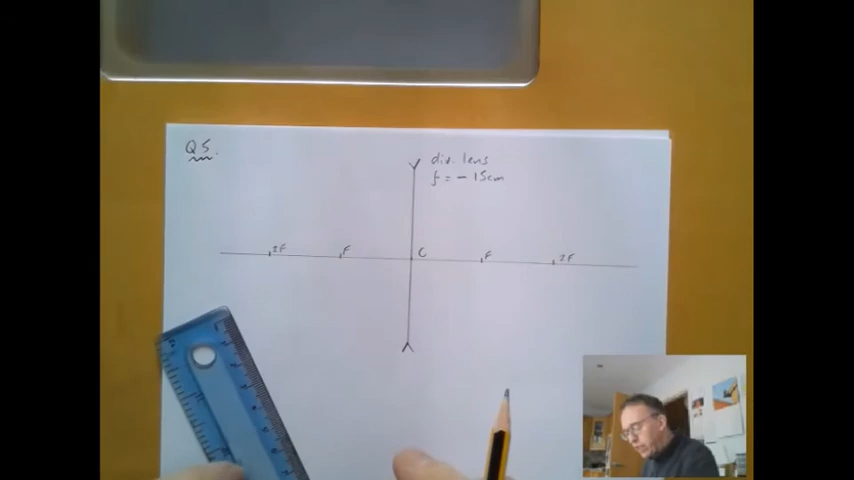 Q5.
div. lens
f = - 15cm
2F F C F 2F